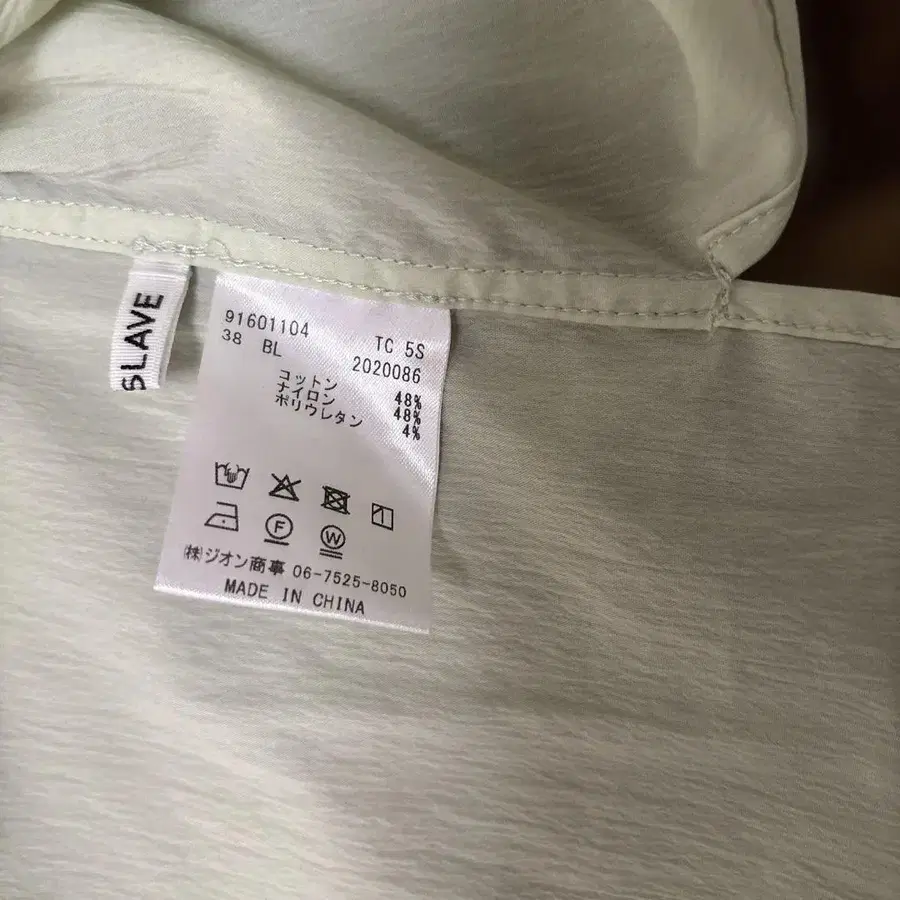 SLAVE
91601104 TC 5S
38 BL 2020086
コットン 48%
ナイロン 48%
ポリウレタン 4%
F
W
㈱ジオン商事 06-7525-8050
MADE IN CHINA